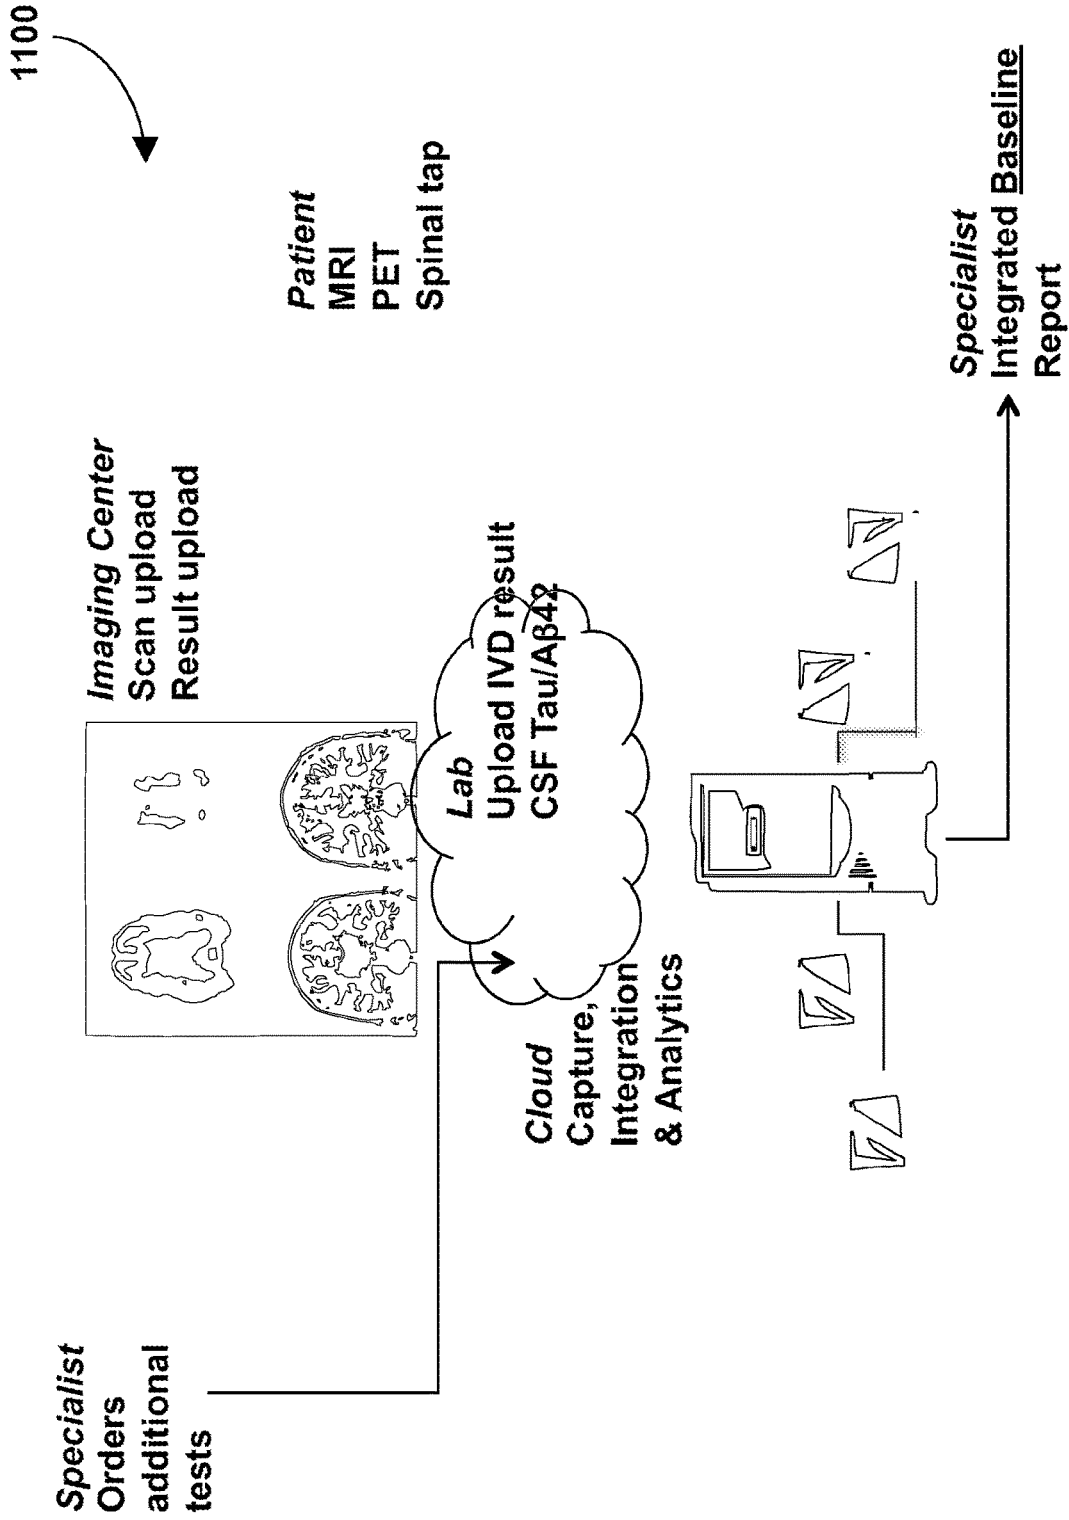 1100
Specialist
Orders
additional
tests
Imaging Center
Scan upload
Result upload
Patient
MRI
PET
Spinal tap
Lab
Upload IVD result
CSF Tau/Aβ42
Cloud
Capture,
Integration
& Analytics
Specialist
Integrated Baseline
Report